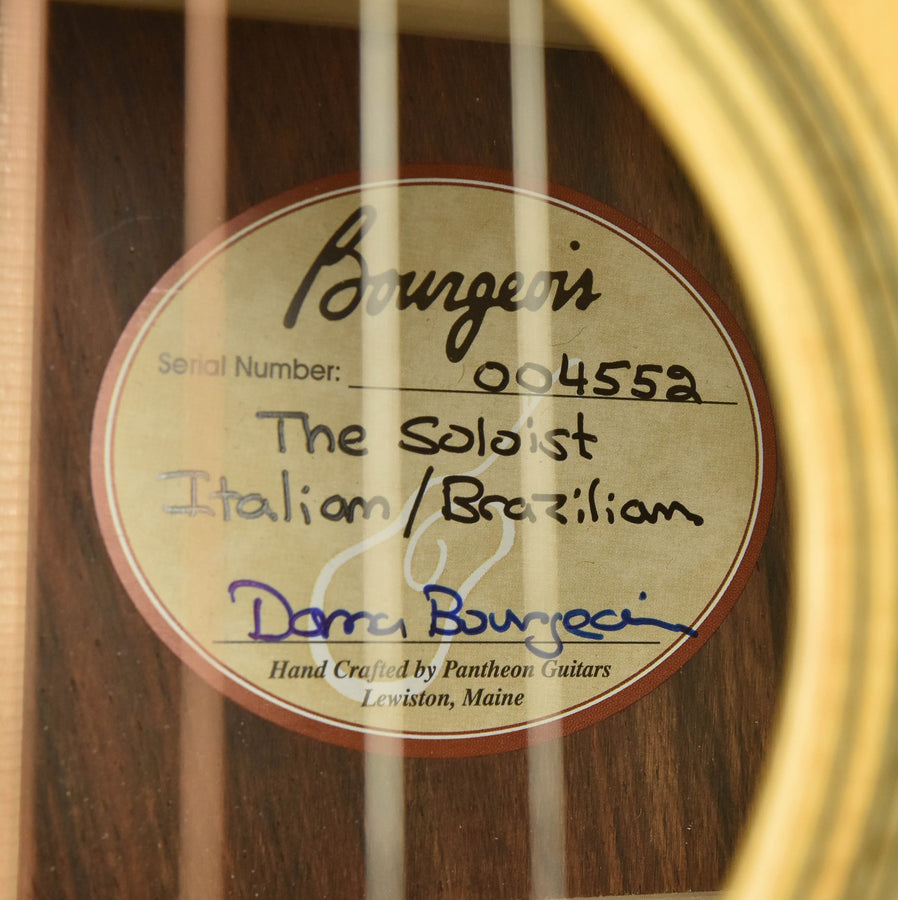 Bourgeois
Serial Number: 004552
The Soloist
Italian/Brazilian
Dana Bourgeois
Hand Crafted by Pantheon Guitars
Lewiston, Maine